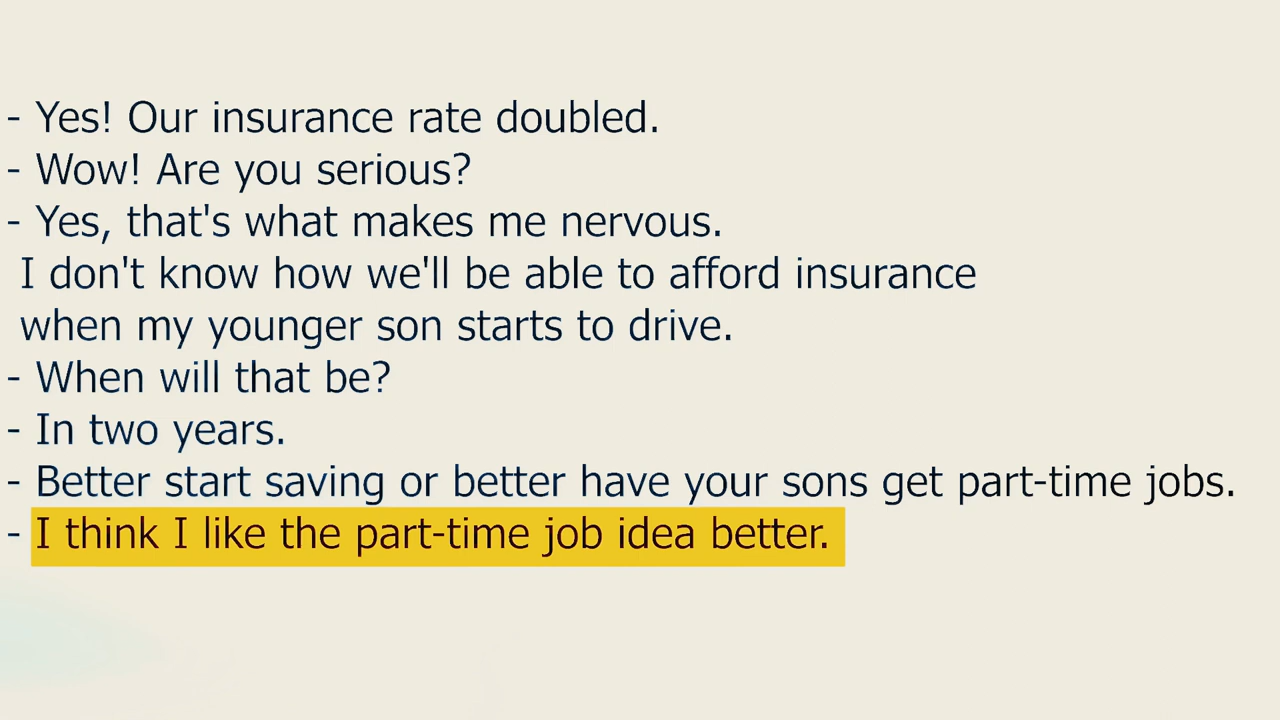 - Yes! Our insurance rate doubled.
- Wow! Are you serious?
- Yes, that's what makes me nervous.
I don't know how we'll be able to afford insurance
when my younger son starts to drive.
- When will that be?
- In two years.
- Better start saving or better have your sons get part-time jobs.
- I think I like the part-time job idea better.